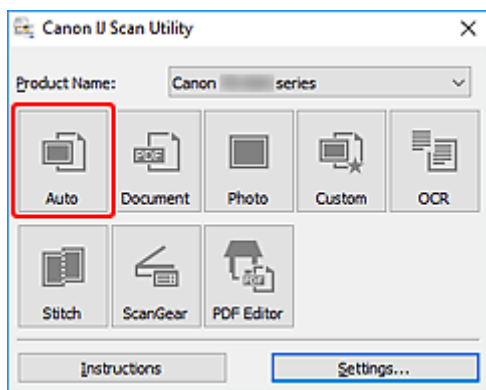 Canon IJ Scan Utility
Product Name: Canon series
Auto Document Photo Custom OCR
PDF
Stitch ScanGear PDF Editor
PDF
Instructions Settings...